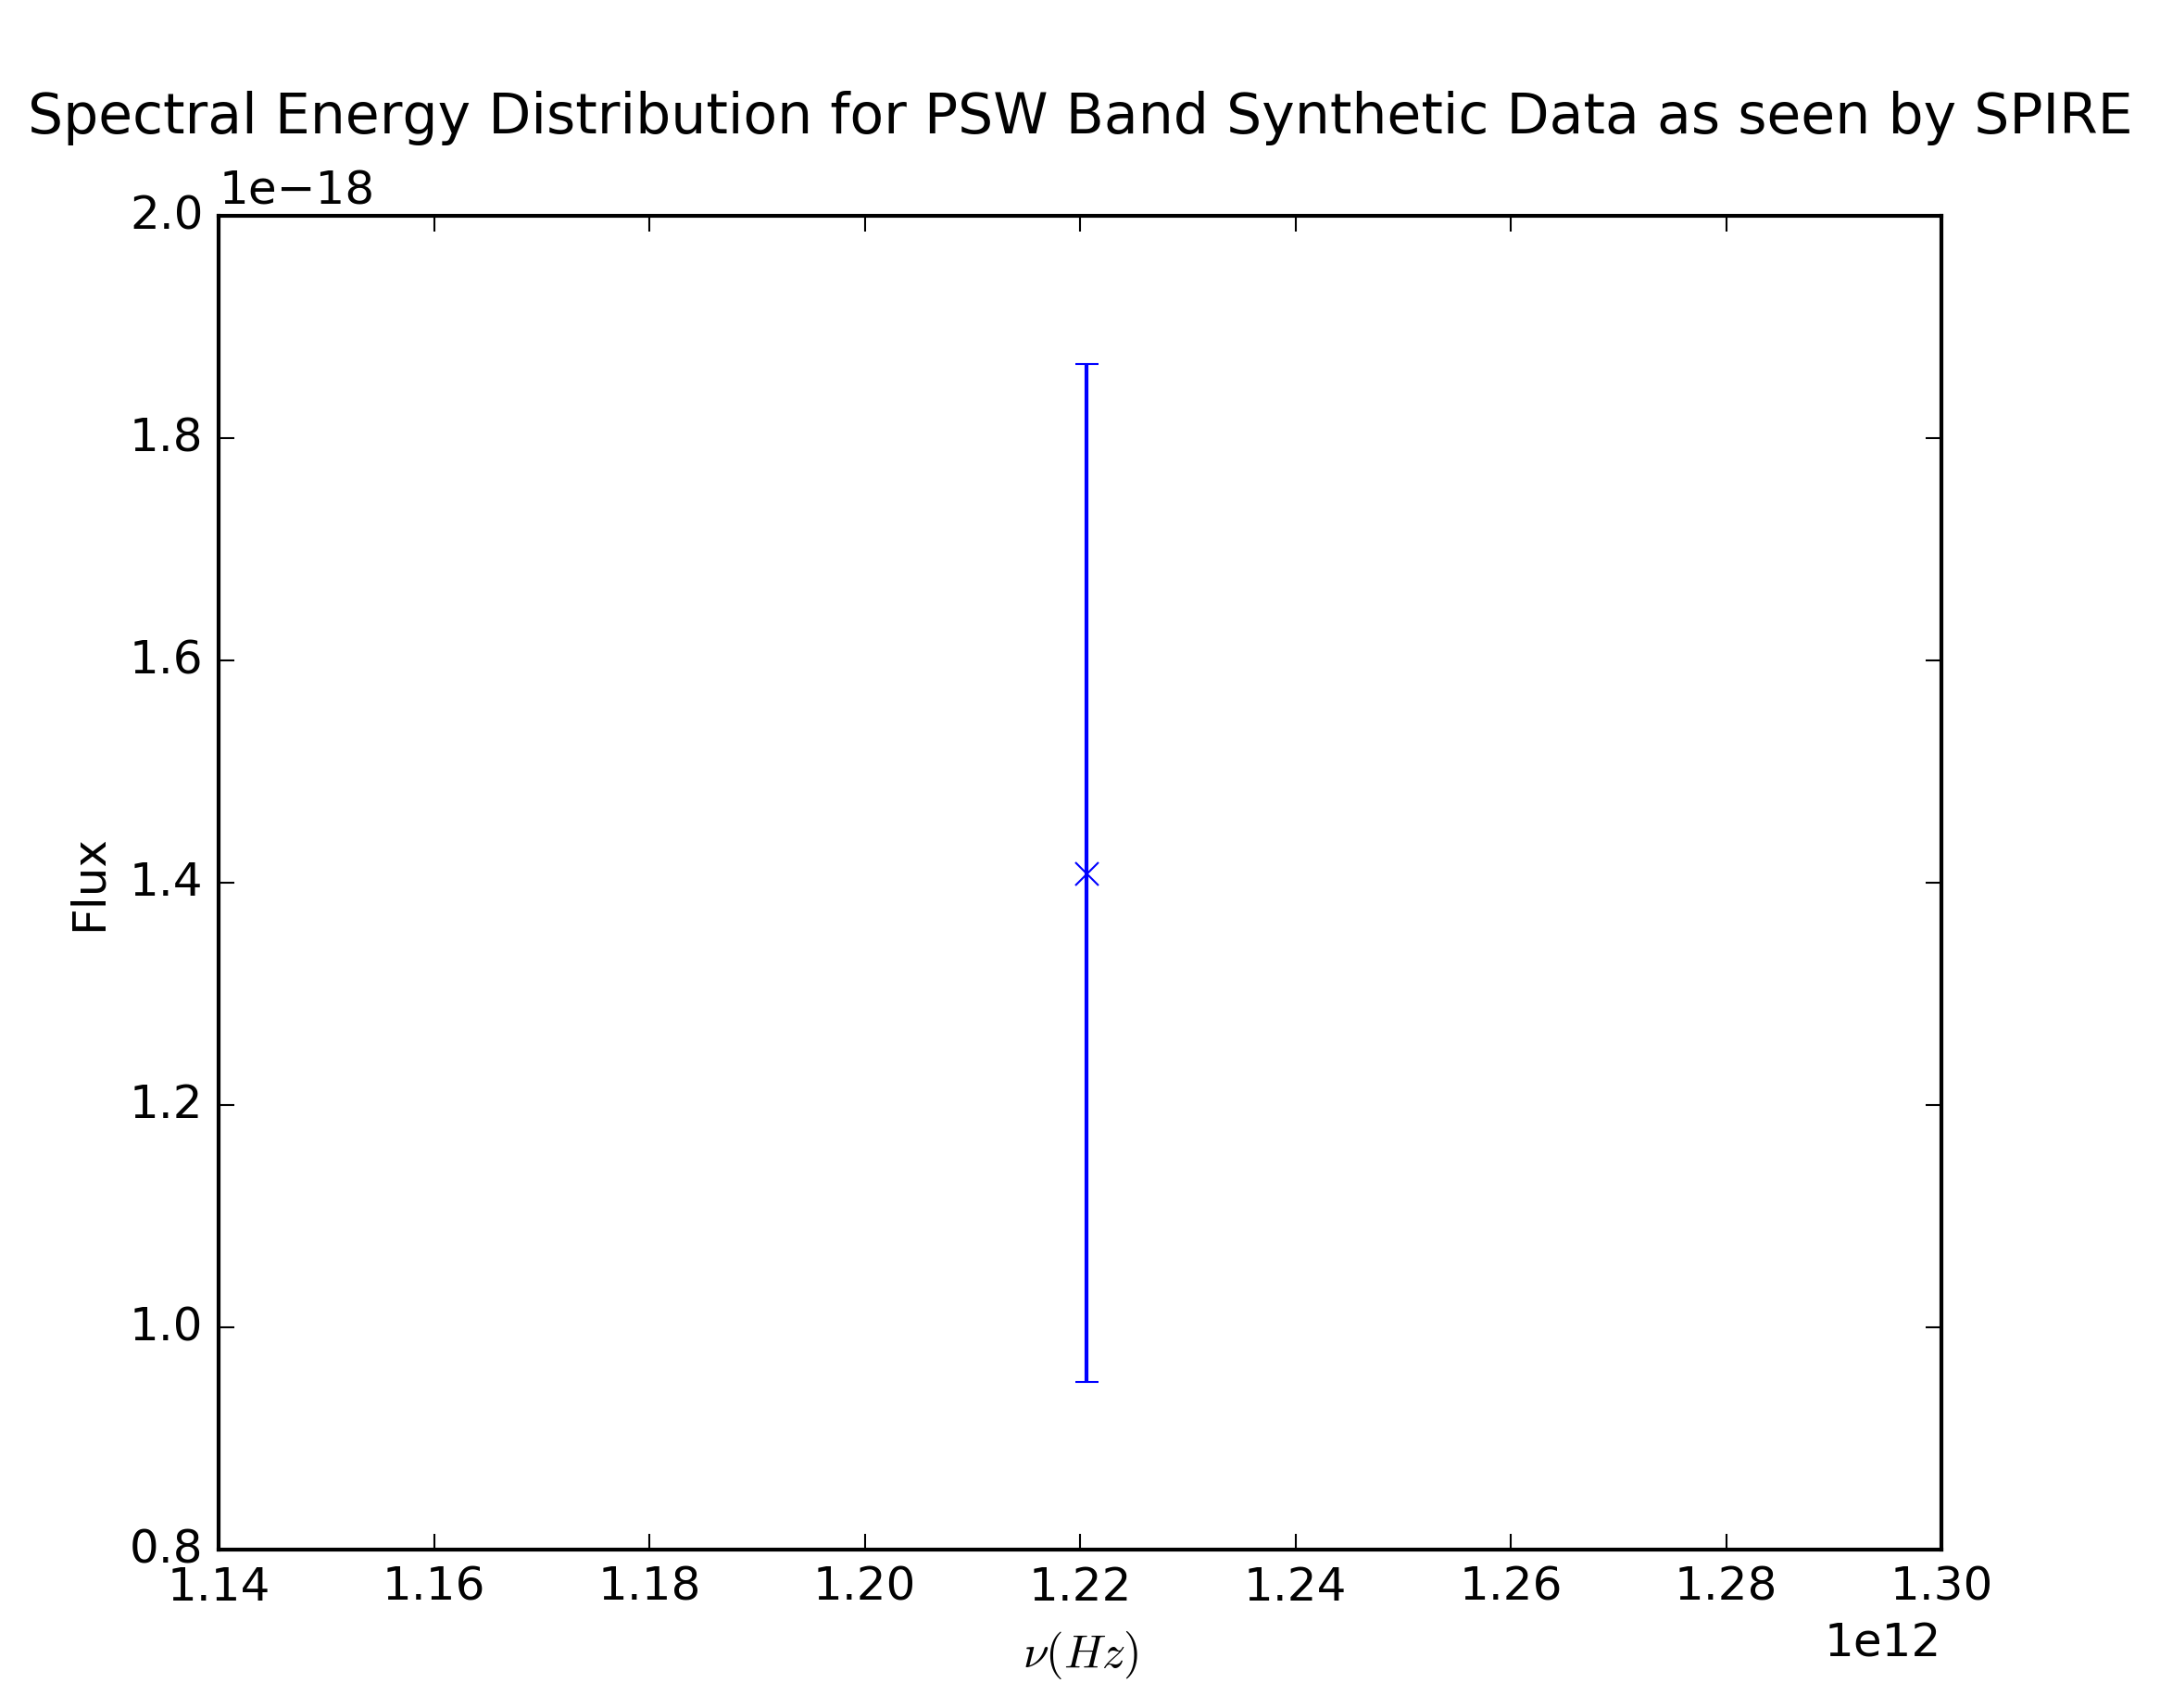 Spectral Energy Distribution for PSW Band Synthetic Data as seen by SPIRE
1e−18
2.0
1.8
1.6
1.4
1.2
1.0
0.8
Flux
1.14 1.16 1.18 1.20 1.22 1.24 1.26 1.28 1.30
1e12
ν(Hz)